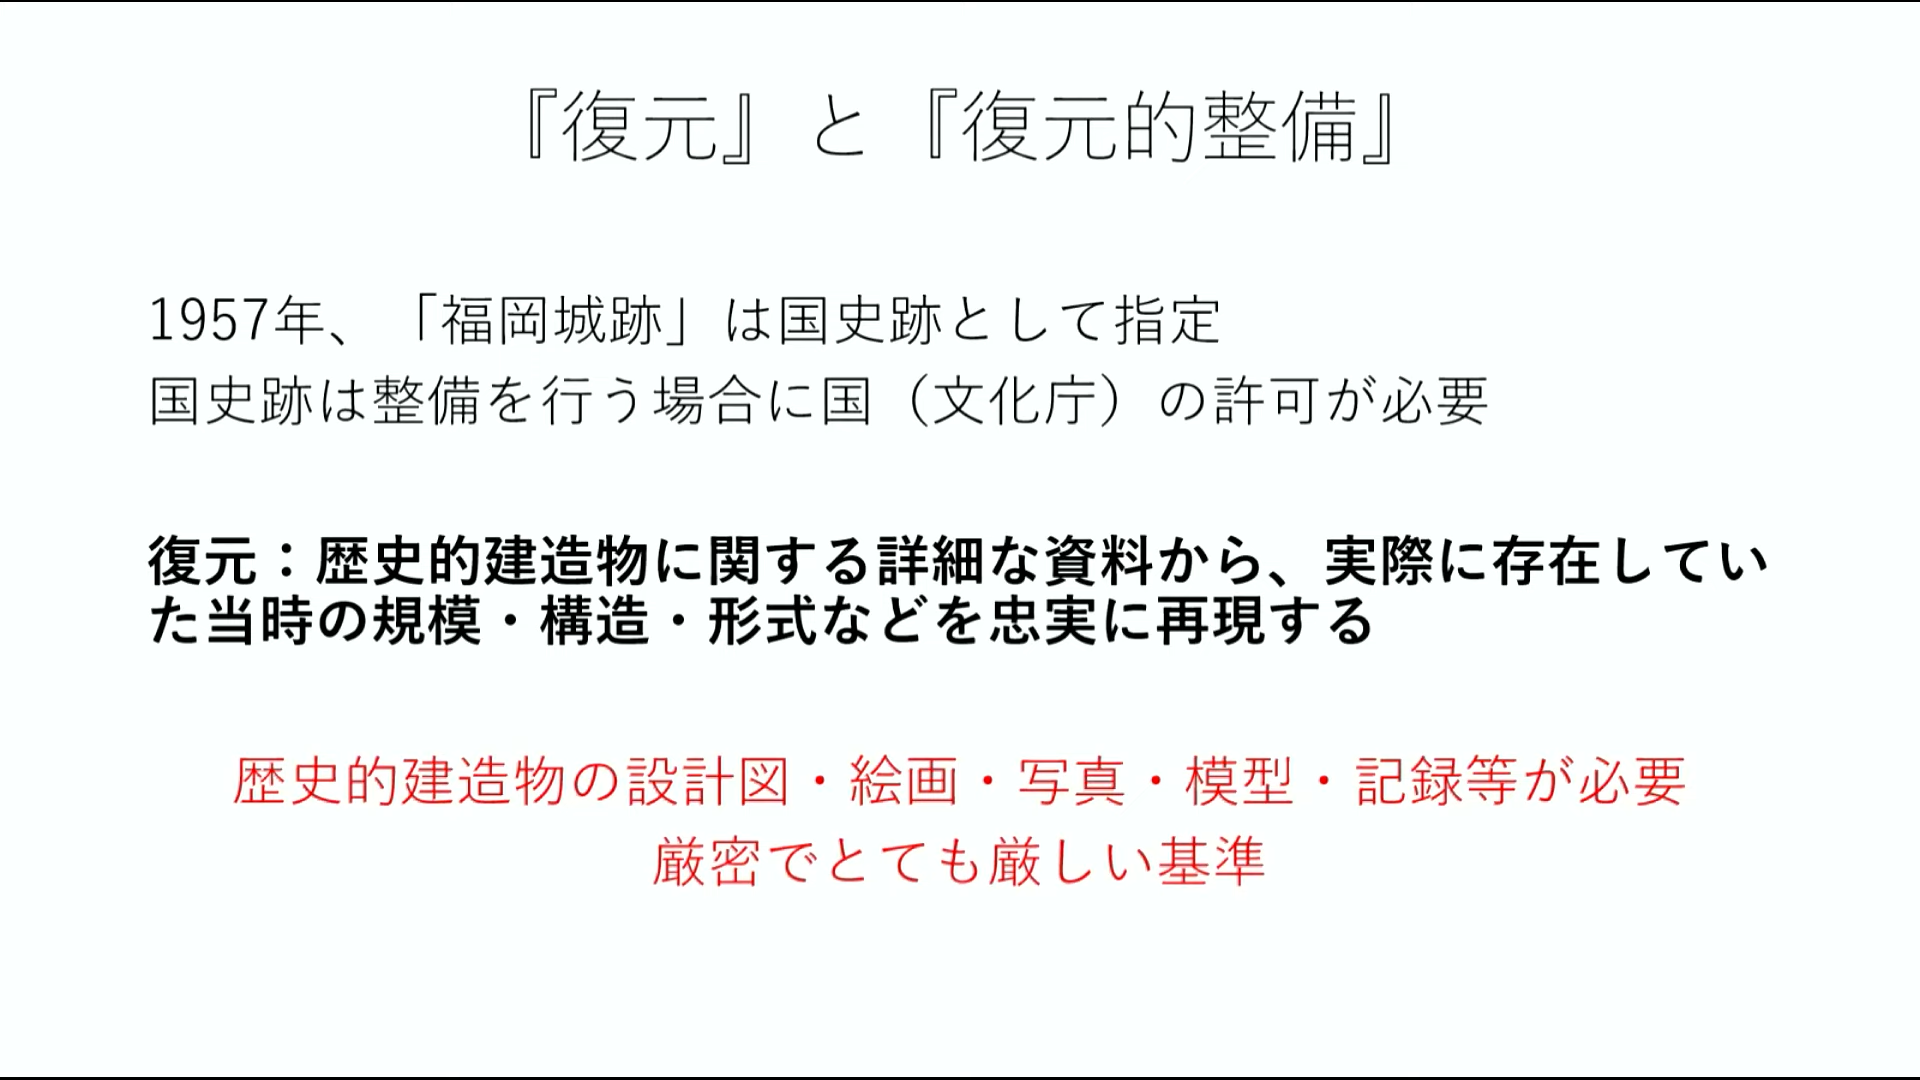 『復元』と『復元的整備』
1957年、「福岡城跡」は国史跡として指定
国史跡は整備を行う場合に国（文化庁）の許可が必要
復元：歴史的建造物に関する詳細な資料から、実際に存在してい
た当時の規模・構造・形式などを忠実に再現する
歴史的建造物の設計図・絵画・写真・模型・記録等が必要
厳密でとても厳しい基準